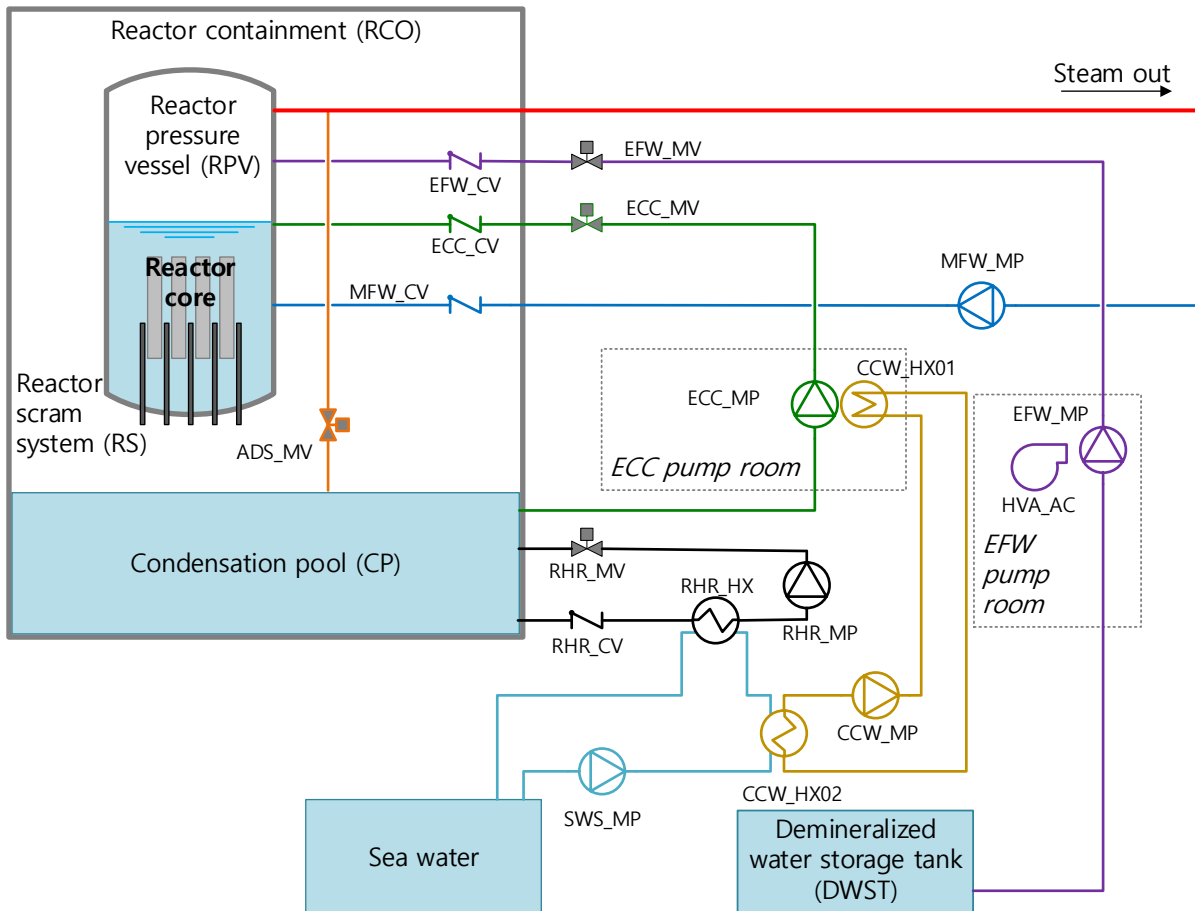 Reactor containment (RCO)
Steam out
Reactor
pressure
vessel (RPV)
EFW_MV
EFW_CV
ECC_MV
ECC_CV
MFW_MP
Reactor
core
MFW_CV
CCW_HX01
ECC_MP
Reactor
scram
system (RS)
ADS_MV
EFW_MP
ECC pump room
HVA_AC
EFW
pump
room
Condensation pool (CP)
RHR_MV
RHR_HX
RHR_CV
RHR_MP
CCW_MP
CCW_HX02
SWS_MP
Sea water
Demineralized
water storage tank
(DWST)